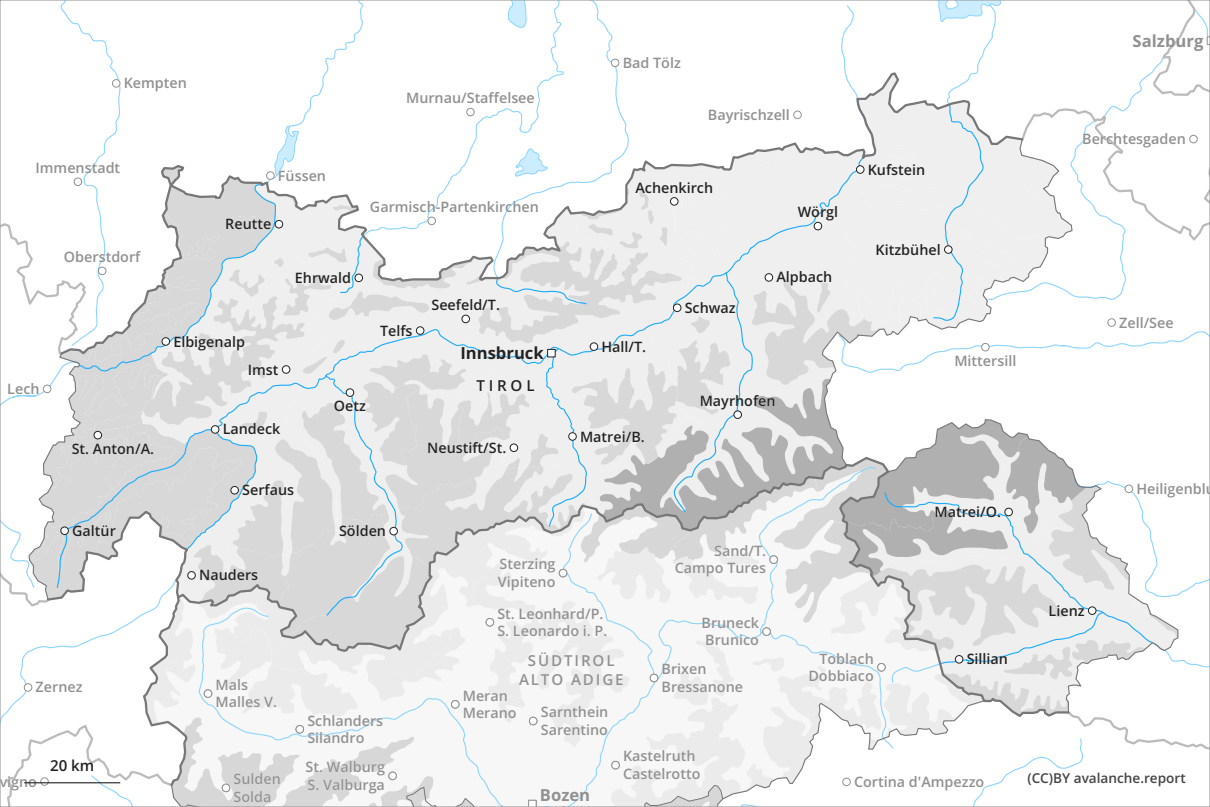 Salzburg
Bad Tölz
Kempten
Murnau/Staffelsee
Bayrischzell
Berchtesgaden
Immenstadt
Füssen
Kufstein
Achenkirch
Garmisch-Partenkirchen
Wörgl
Reutte
Kitzbühel
Oberstdorf
Ehrwald
Alpbach
Seefeld/T.
Schwaz
Zell/See
Telfs
Elbigenalp
Innsbruck
Hall/T.
Mittersill
Imst
TIROL
Lech
Oetz
Mayrhofen
Landeck
Matrei/B.
St. Anton/A.
Neustift/St.
Serfaus
Heiligenblu
Matrei/O.
Galtür
Sölden
Sand/T.
Campo Tures
Sterzing
Vipiteno
Nauders
Lienz
St. Leonhard/P.
S. Leonardo i. P.
Bruneck
Brunico
SÜDTIROL
ALTO ADIGE
Toblach
Dobbiaco
Sillian
Brixen
Bressanone
Zernez
Mals
Malles V.
Meran
Merano
Sarnthein
Sarentino
Schlanders
Silandro
Kastelruth
Castelrotto
20 km
St. Walburg
S. Valburga
Sulden
Solda
vigno
Cortina d'Ampezzo
(CC)BY avalanche.report
Bozen